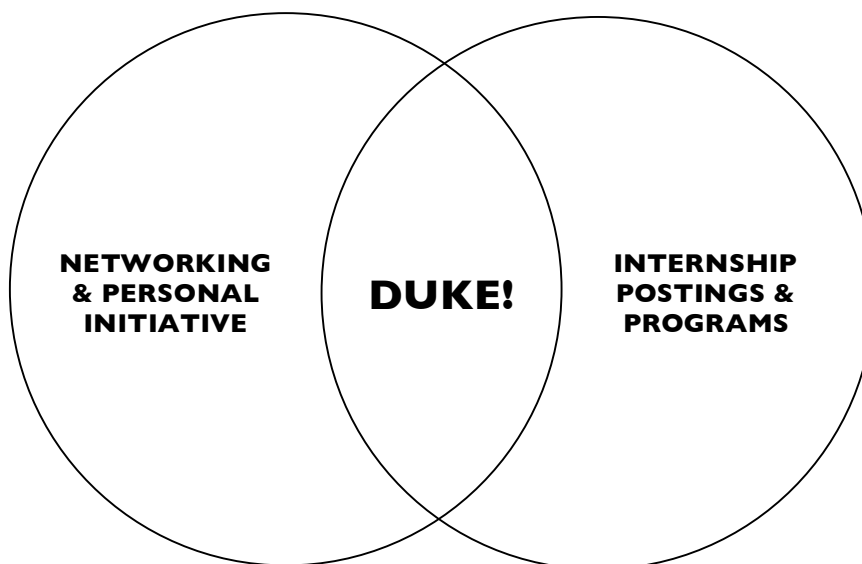 NETWORKING
& PERSONAL
INITIATIVE
DUKE!
INTERNSHIP
POSTINGS &
PROGRAMS